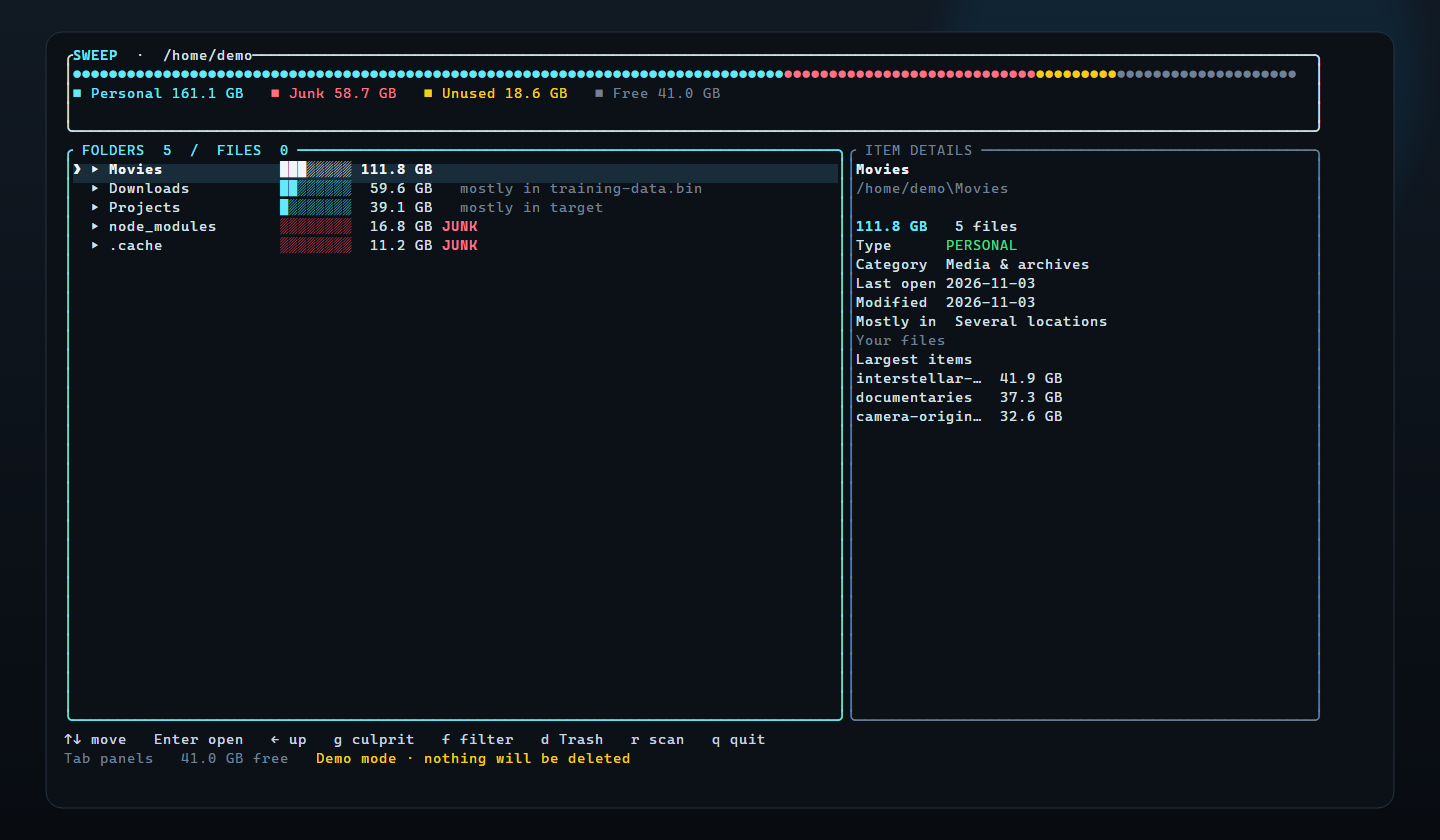 SWEEP · /home/demo
■ Personal 161.1 GB ■ Junk 58.7 GB ■ Unused 18.6 GB ■ Free 41.0 GB
FOLDERS 5 / FILES 0
❯ ▸ Movies 111.8 GB
▸ Downloads 59.6 GB mostly in training-data.bin
▸ Projects 39.1 GB mostly in target
▸ node_modules 16.8 GB JUNK
▸ .cache 11.2 GB JUNK
ITEM DETAILS
Movies
/home/demo\Movies
111.8 GB 5 files
Type PERSONAL
Category Media & archives
Last open 2026-11-03
Modified 2026-11-03
Mostly in Several locations
Your files
Largest items
interstellar-… 41.9 GB
documentaries 37.3 GB
camera-origin… 32.6 GB
↑↓ move Enter open ← up g culprit f filter d Trash r scan q quit
Tab panels 41.0 GB free Demo mode · nothing will be deleted